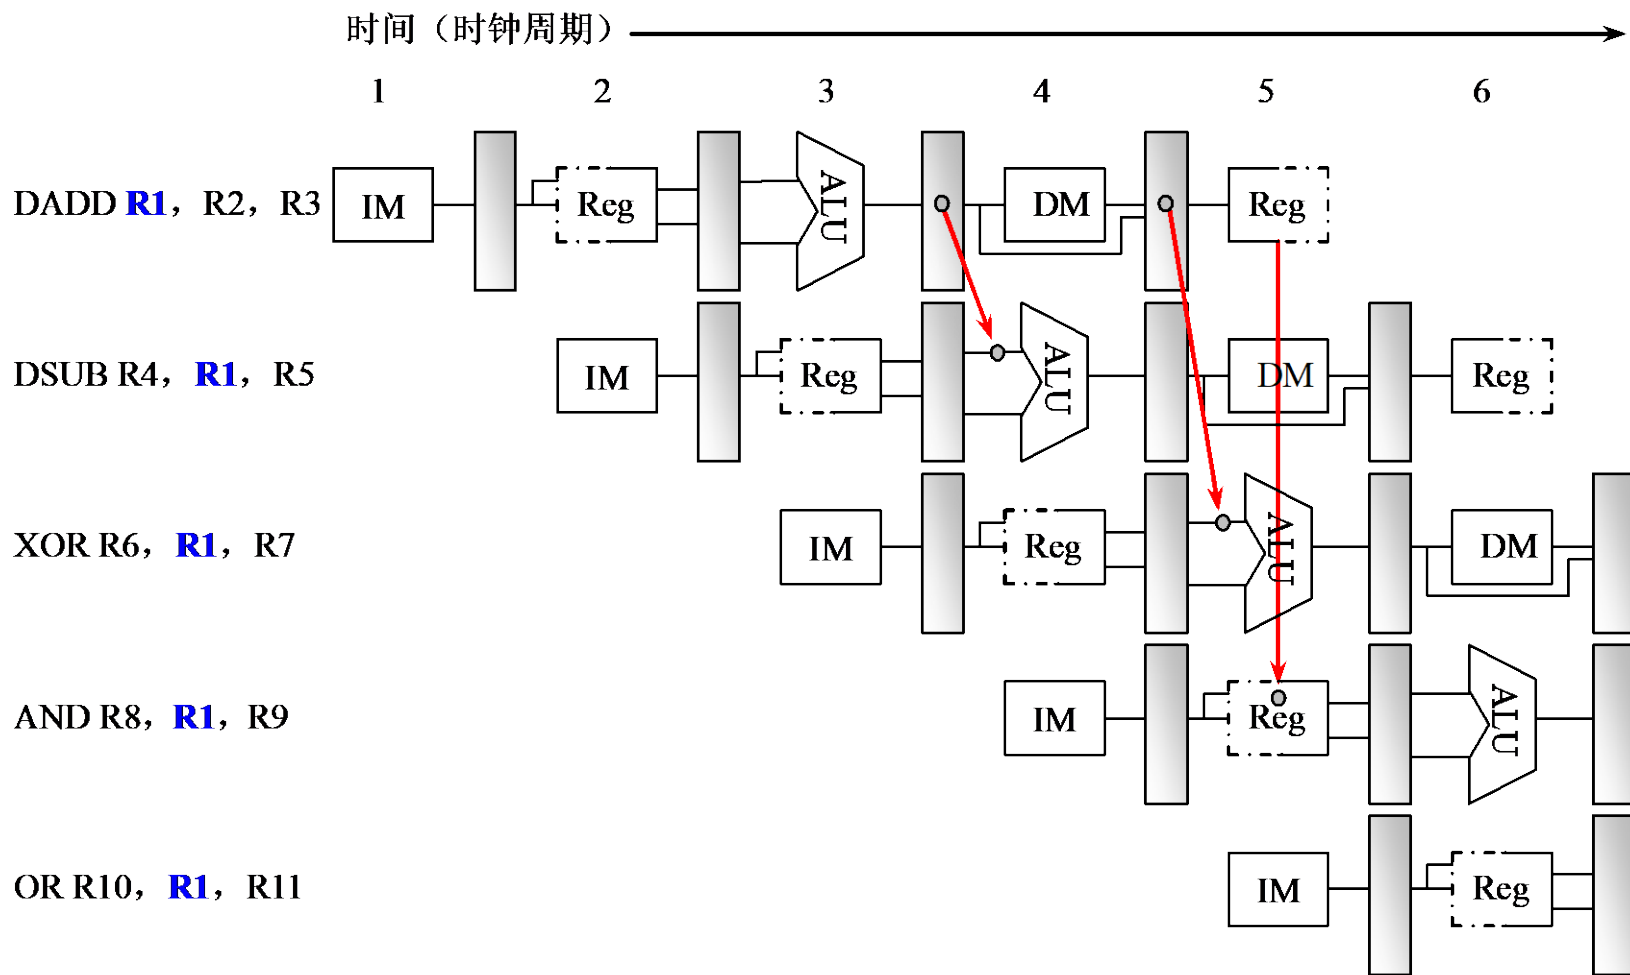 时间（时钟周期）
1 2 3 4 5 6
DADD R1，R2，R3 IM Reg ALU DM Reg
DSUB R4，R1，R5 IM Reg ALU DM Reg
XOR R6，R1，R7 IM Reg ALU DM
AND R8，R1，R9 IM Reg ALU
OR R10，R1，R11 IM Reg